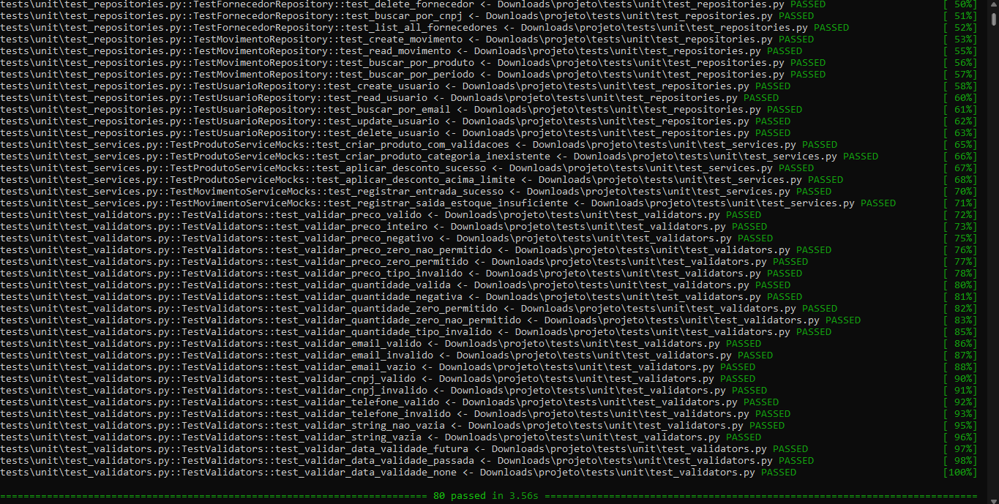 tests\unit\test_repositories.py::TestFornecedorRepository::test_delete_fornecedor <- Downloads\projeto\tests\unit\test_repositories.py PASSED [ 50%]
tests\unit\test_repositories.py::TestFornecedorRepository::test_buscar_por_cnpj <- Downloads\projeto\tests\unit\test_repositories.py PASSED [ 51%]
tests\unit\test_repositories.py::TestFornecedorRepository::test_list_all_fornecedores <- Downloads\projeto\tests\unit\test_repositories.py PASSED [ 52%]
tests\unit\test_repositories.py::TestMovimentoRepository::test_create_movimento <- Downloads\projeto\tests\unit\test_repositories.py PASSED [ 53%]
tests\unit\test_repositories.py::TestMovimentoRepository::test_read_movimento <- Downloads\projeto\tests\unit\test_repositories.py PASSED [ 55%]
tests\unit\test_repositories.py::TestMovimentoRepository::test_buscar_por_produto <- Downloads\projeto\tests\unit\test_repositories.py PASSED [ 56%]
tests\unit\test_repositories.py::TestMovimentoRepository::test_buscar_por_periodo <- Downloads\projeto\tests\unit\test_repositories.py PASSED [ 57%]
tests\unit\test_repositories.py::TestUsuarioRepository::test_create_usuario <- Downloads\projeto\tests\unit\test_repositories.py PASSED [ 58%]
tests\unit\test_repositories.py::TestUsuarioRepository::test_read_usuario <- Downloads\projeto\tests\unit\test_repositories.py PASSED [ 60%]
tests\unit\test_repositories.py::TestUsuarioRepository::test_buscar_por_email <- Downloads\projeto\tests\unit\test_repositories.py PASSED [ 61%]
tests\unit\test_repositories.py::TestUsuarioRepository::test_update_usuario <- Downloads\projeto\tests\unit\test_repositories.py PASSED [ 62%]
tests\unit\test_repositories.py::TestUsuarioRepository::test_delete_usuario <- Downloads\projeto\tests\unit\test_repositories.py PASSED [ 63%]
tests\unit\test_services.py::TestProdutoServiceMocks::test_criar_produto_com_validacoes <- Downloads\projeto\tests\unit\test_services.py PASSED [ 65%]
tests\unit\test_services.py::TestProdutoServiceMocks::test_criar_produto_categoria_inexistente <- Downloads\projeto\tests\unit\test_services.py PASSED [ 66%]
tests\unit\test_services.py::TestProdutoServiceMocks::test_aplicar_desconto_sucesso <- Downloads\projeto\tests\unit\test_services.py PASSED [ 67%]
tests\unit\test_services.py::TestProdutoServiceMocks::test_aplicar_desconto_acima_limite <- Downloads\projeto\tests\unit\test_services.py PASSED [ 68%]
tests\unit\test_services.py::TestMovimentoServiceMocks::test_registrar_entrada_sucesso <- Downloads\projeto\tests\unit\test_services.py PASSED [ 70%]
tests\unit\test_services.py::TestMovimentoServiceMocks::test_registrar_saida_estoque_insuficiente <- Downloads\projeto\tests\unit\test_services.py PASSED [ 71%]
tests\unit\test_validators.py::TestValidators::test_validar_preco_valido <- Downloads\projeto\tests\unit\test_validators.py PASSED [ 72%]
tests\unit\test_validators.py::TestValidators::test_validar_preco_inteiro <- Downloads\projeto\tests\unit\test_validators.py PASSED [ 73%]
tests\unit\test_validators.py::TestValidators::test_validar_preco_negativo <- Downloads\projeto\tests\unit\test_validators.py PASSED [ 75%]
tests\unit\test_validators.py::TestValidators::test_validar_preco_zero_nao_permitido <- Downloads\projeto\tests\unit\test_validators.py PASSED [ 76%]
tests\unit\test_validators.py::TestValidators::test_validar_preco_zero_permitido <- Downloads\projeto\tests\unit\test_validators.py PASSED [ 77%]
tests\unit\test_validators.py::TestValidators::test_validar_preco_tipo_invalido <- Downloads\projeto\tests\unit\test_validators.py PASSED [ 78%]
tests\unit\test_validators.py::TestValidators::test_validar_quantidade_valida <- Downloads\projeto\tests\unit\test_validators.py PASSED [ 80%]
tests\unit\test_validators.py::TestValidators::test_validar_quantidade_negativa <- Downloads\projeto\tests\unit\test_validators.py PASSED [ 81%]
tests\unit\test_validators.py::TestValidators::test_validar_quantidade_zero_permitido <- Downloads\projeto\tests\unit\test_validators.py PASSED [ 82%]
tests\unit\test_validators.py::TestValidators::test_validar_quantidade_zero_nao_permitido <- Downloads\projeto\tests\unit\test_validators.py PASSED [ 83%]
tests\unit\test_validators.py::TestValidators::test_validar_quantidade_tipo_invalido <- Downloads\projeto\tests\unit\test_validators.py PASSED [ 85%]
tests\unit\test_validators.py::TestValidators::test_validar_email_valido <- Downloads\projeto\tests\unit\test_validators.py PASSED [ 86%]
tests\unit\test_validators.py::TestValidators::test_validar_email_invalido <- Downloads\projeto\tests\unit\test_validators.py PASSED [ 87%]
tests\unit\test_validators.py::TestValidators::test_validar_email_vazio <- Downloads\projeto\tests\unit\test_validators.py PASSED [ 88%]
tests\unit\test_validators.py::TestValidators::test_validar_cnpj_valido <- Downloads\projeto\tests\unit\test_validators.py PASSED [ 90%]
tests\unit\test_validators.py::TestValidators::test_validar_cnpj_invalido <- Downloads\projeto\tests\unit\test_validators.py PASSED [ 91%]
tests\unit\test_validators.py::TestValidators::test_validar_telefone_valido <- Downloads\projeto\tests\unit\test_validators.py PASSED [ 92%]
tests\unit\test_validators.py::TestValidators::test_validar_telefone_invalido <- Downloads\projeto\tests\unit\test_validators.py PASSED [ 93%]
tests\unit\test_validators.py::TestValidators::test_validar_string_nao_vazia <- Downloads\projeto\tests\unit\test_validators.py PASSED [ 95%]
tests\unit\test_validators.py::TestValidators::test_validar_string_vazia <- Downloads\projeto\tests\unit\test_validators.py PASSED [ 96%]
tests\unit\test_validators.py::TestValidators::test_validar_data_validade_futura <- Downloads\projeto\tests\unit\test_validators.py PASSED [ 97%]
tests\unit\test_validators.py::TestValidators::test_validar_data_validade_passada <- Downloads\projeto\tests\unit\test_validators.py PASSED [ 98%]
tests\unit\test_validators.py::TestValidators::test_validar_data_validade_none <- Downloads\projeto\tests\unit\test_validators.py PASSED [100%]
========================================================================= 80 passed in 3.56s ==========================================================================